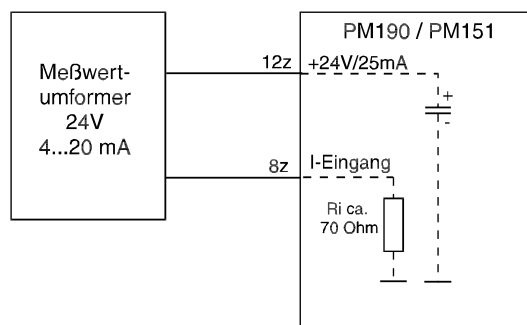 PM190 / PM151
Meßwert-
umformer
24V
4...20 mA
12z
+24V/25mA
+
-
8z
I-Eingang
Ri ca.
70 Ohm